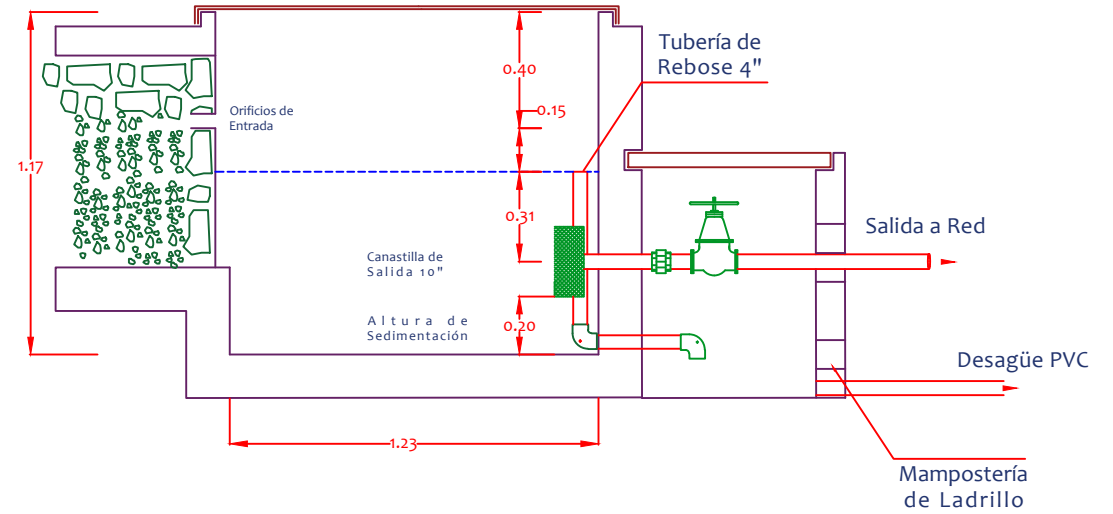 Tubería de
Rebose 4"
0.40
0.15
Orificios de
Entrada
1.17
0.31
Salida a Red
Canastilla de
Salida 10"
Altura de
Sedimentación
0.20
Desagüe PVC
1.23
Mampostería
de Ladrillo